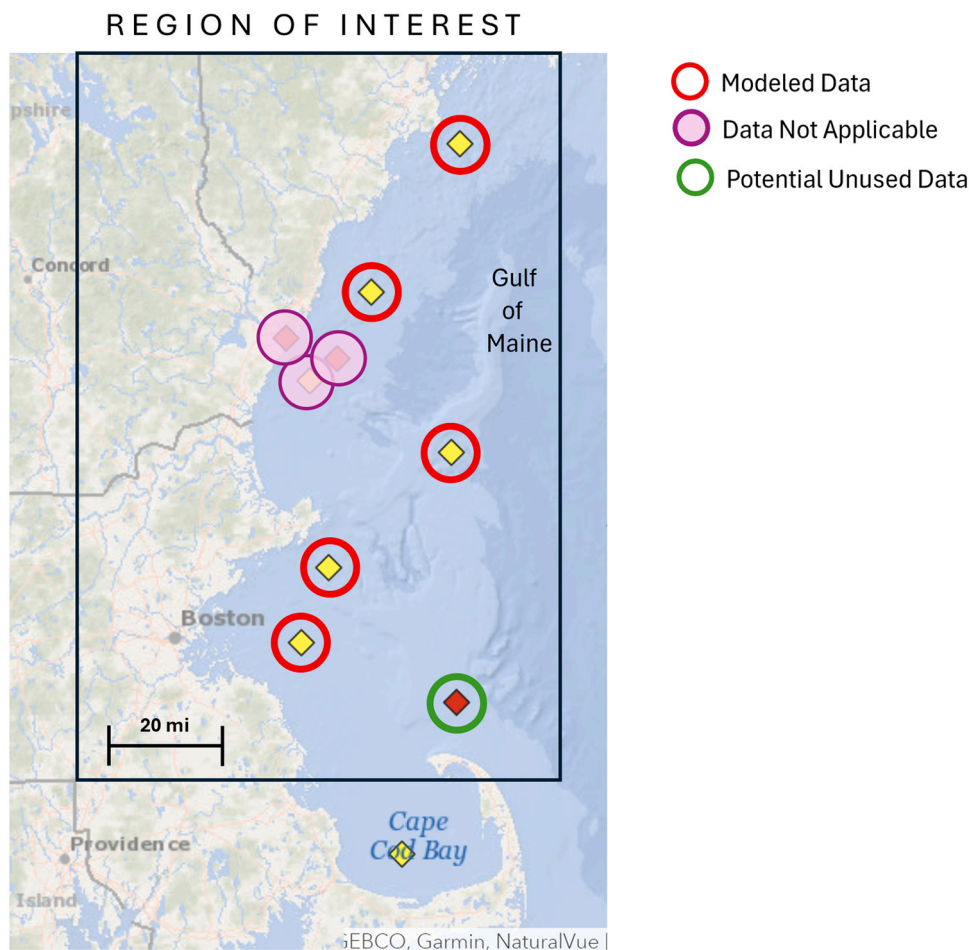 REGION OF INTEREST
Modeled Data
Data Not Applicable
Potential Unused Data
pshire
Concord
Gulf
of
Maine
Boston
20 mi
Cape
Cod Bay
Providence
Island
GEBCO, Garmin, NaturalVue |